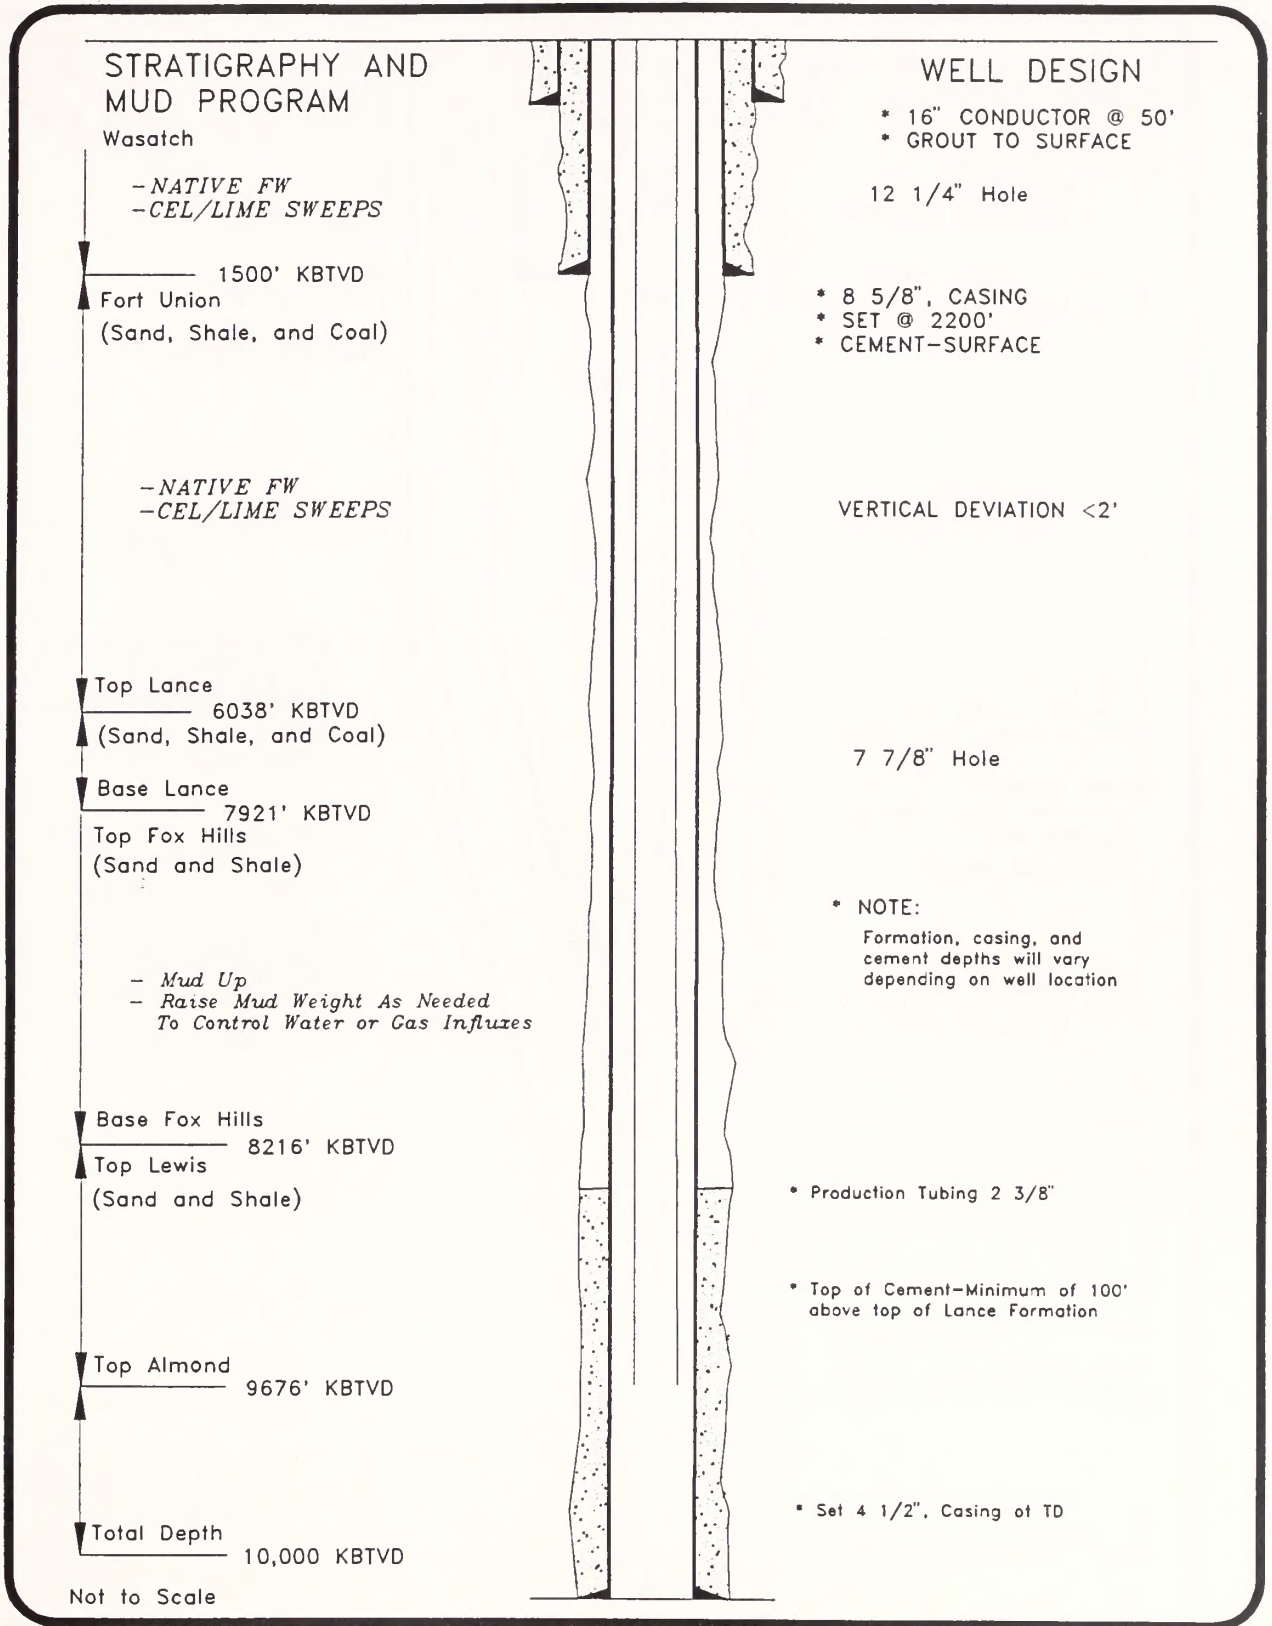 STRATIGRAPHY AND
MUD PROGRAM
Wasatch
-NATIVE FW
-CEL/LIME SWEEPS
1500' KBTVD
Fort Union
(Sand, Shale, and Coal)
-NATIVE FW
-CEL/LIME SWEEPS
Top Lance
6038' KBTVD
(Sand, Shale, and Coal)
Base Lance
7921' KBTVD
Top Fox Hills
(Sand and Shale)
- Mud Up
- Raise Mud Weight As Needed
To Control Water or Gas Influxes
Base Fox Hills
8216' KBTVD
Top Lewis
(Sand and Shale)
Top Almond
9676' KBTVD
Total Depth
10,000 KBTVD
Not to Scale
WELL DESIGN
* 16" CONDUCTOR @ 50'
* GROUT TO SURFACE
12 1/4" Hole
* 8 5/8", CASING
* SET @ 2200'
* CEMENT-SURFACE
VERTICAL DEVIATION <2'
7 7/8" Hole
* NOTE:
Formation, casing, and
cement depths will vary
depending on well location
* Production Tubing 2 3/8"
* Top of Cement-Minimum of 100'
above top of Lance Formation
* Set 4 1/2", Casing at TD